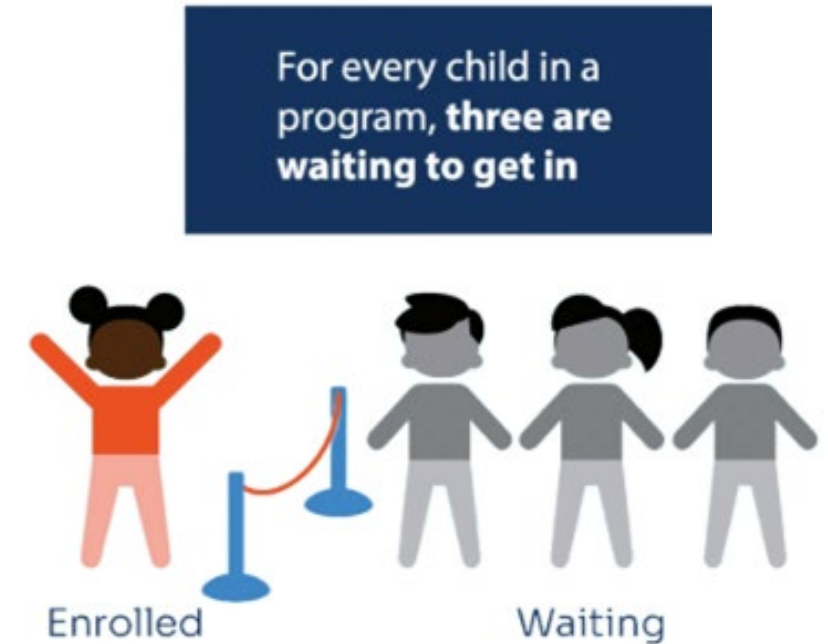 For every child in a
program, three are
waiting to get in
Enrolled
Waiting